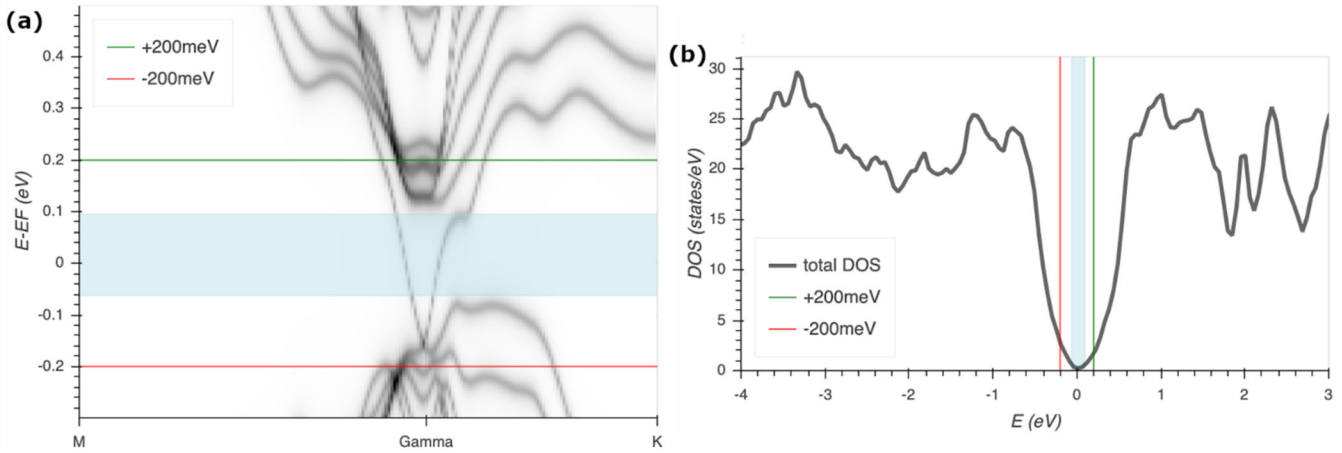 (a)
+200meV
-200meV
E-EF (eV)
0.4
0.3
0.2
0.1
0
-0.1
-0.2
M
Gamma
K
(b)
DOS (states/eV)
30
25
20
15
10
5
0
total DOS
+200meV
-200meV
-4
-3
-2
-1
0
1
2
3
E (eV)